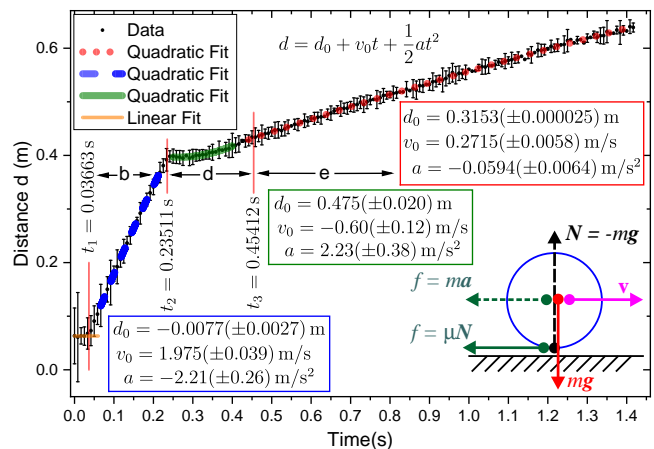 Data
Quadratic Fit
Quadratic Fit
Quadratic Fit
Linear Fit
d = d₀ + v₀t + 1/2 at²
Distance d (m)
0.6
0.4
0.2
0.0
t₁ = 0.03663 s
b
t₂ = 0.23511 s
d
t₃ = 0.45412 s
e
d₀ = 0.3153(±0.000025) m
v₀ = 0.2715(±0.0058) m/s
a = −0.0594(±0.0064) m/s²
d₀ = 0.475(±0.020) m
v₀ = −0.60(±0.12) m/s
a = 2.23(±0.38) m/s²
d₀ = −0.0077(±0.0027) m
v₀ = 1.975(±0.039) m/s
a = −2.21(±0.26) m/s²
N = -mg
f = ma
v
f = μN
mg
0.0 0.1 0.2 0.3 0.4 0.5 0.6 0.7 0.8 0.9 1.0 1.1 1.2 1.3 1.4
Time(s)